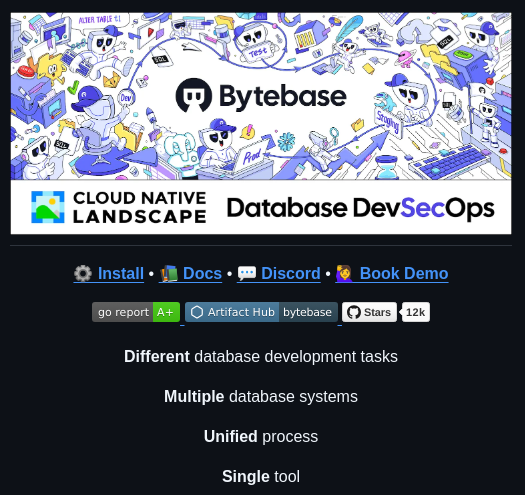 ALTER TABLE t!
SQL
TEST
SQL
Dev
Bytebase
SQL
Staging
Prod
CLOUD NATIVE
LANDSCAPE
Database DevSecOps
Install • Docs • Discord • Book Demo
go report A+ Artifact Hub bytebase Stars 12k
Different database development tasks
Multiple database systems
Unified process
Single tool